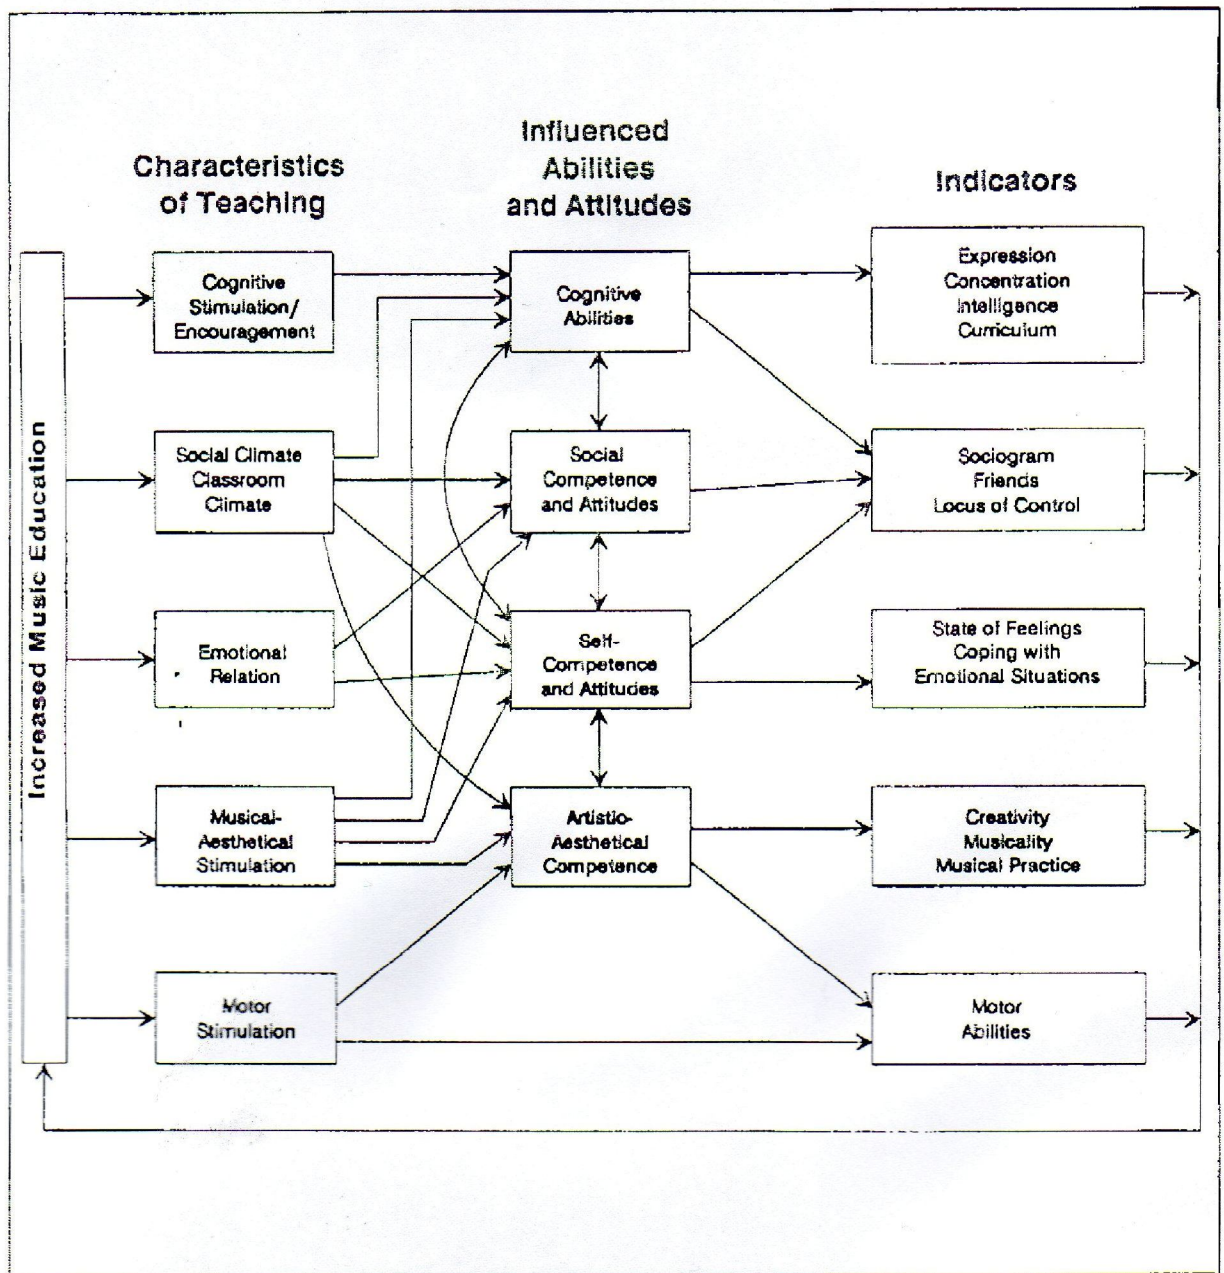 Influenced
Abilities
and Attitudes
Characteristics
of Teaching
Indicators
Increased Music Education
Cognitive
Stimulation/
Encouragement
Cognitive
Abilities
Expression
Concentration
Intelligence
Curriculum
Social Climate
Classroom
Climate
Social
Competence
and Attitudes
Sociogram
Friends
Locus of Control
Emotional
Relation
Self-
Competence
and Attitudes
State of Feelings
Coping with
Emotional Situations
Musical-
Aesthetical
Stimulation
Artistic-
Aesthetical
Competence
Creativity
Musicality
Musical Practice
Motor
Stimulation
Motor
Abilities